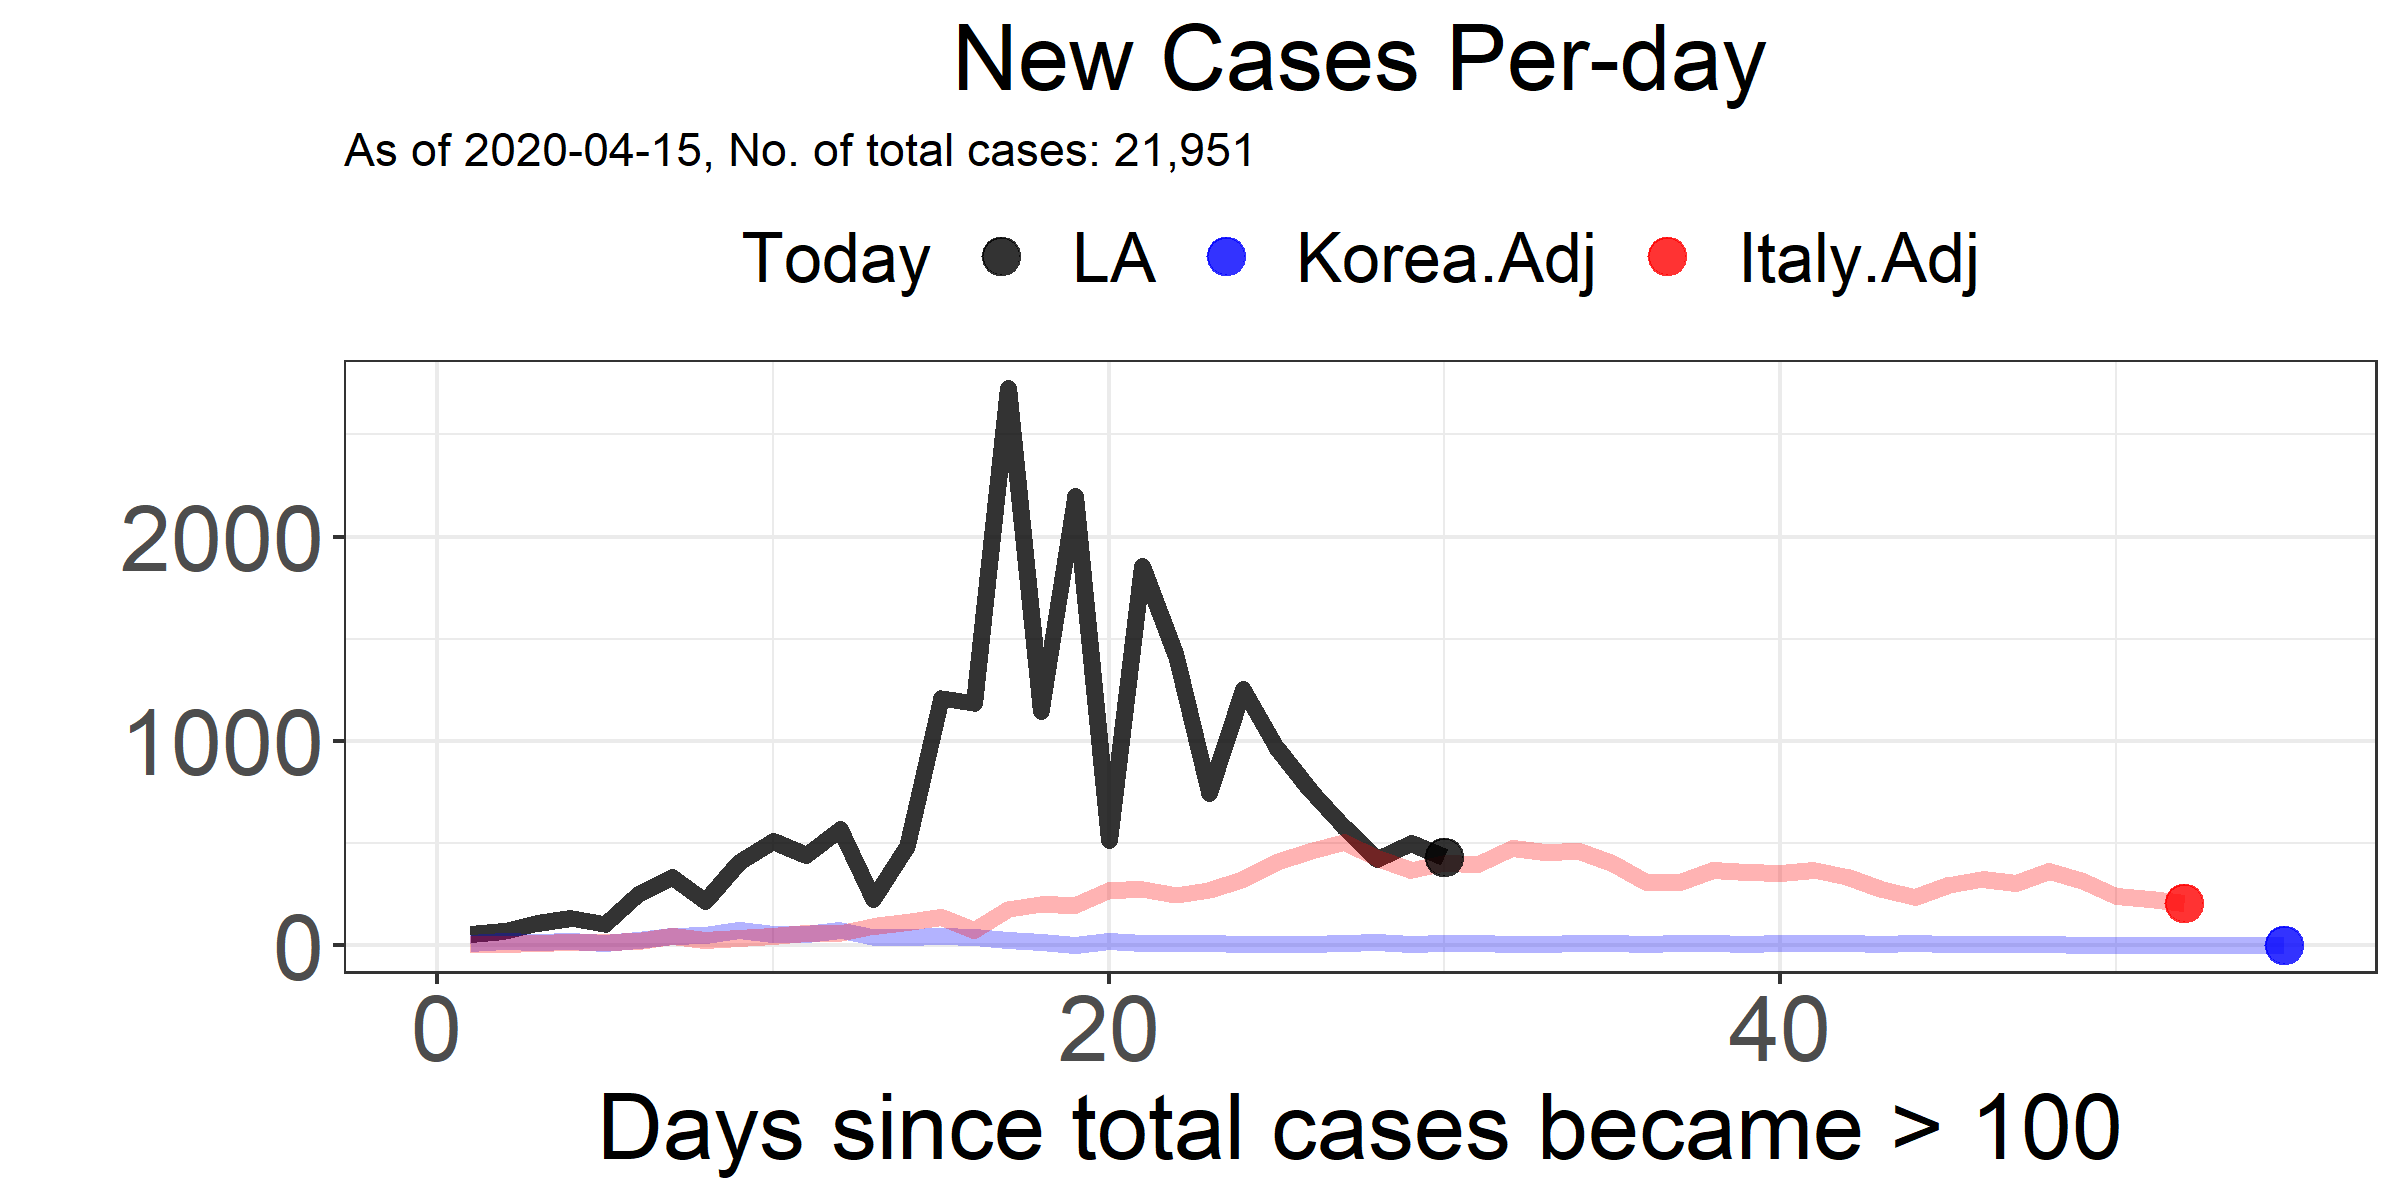 New Cases Per-day
As of 2020-04-15, No. of total cases: 21,951
Today LA Korea.Adj Italy.Adj
2000
1000
0
0 20 40
Days since total cases became > 100